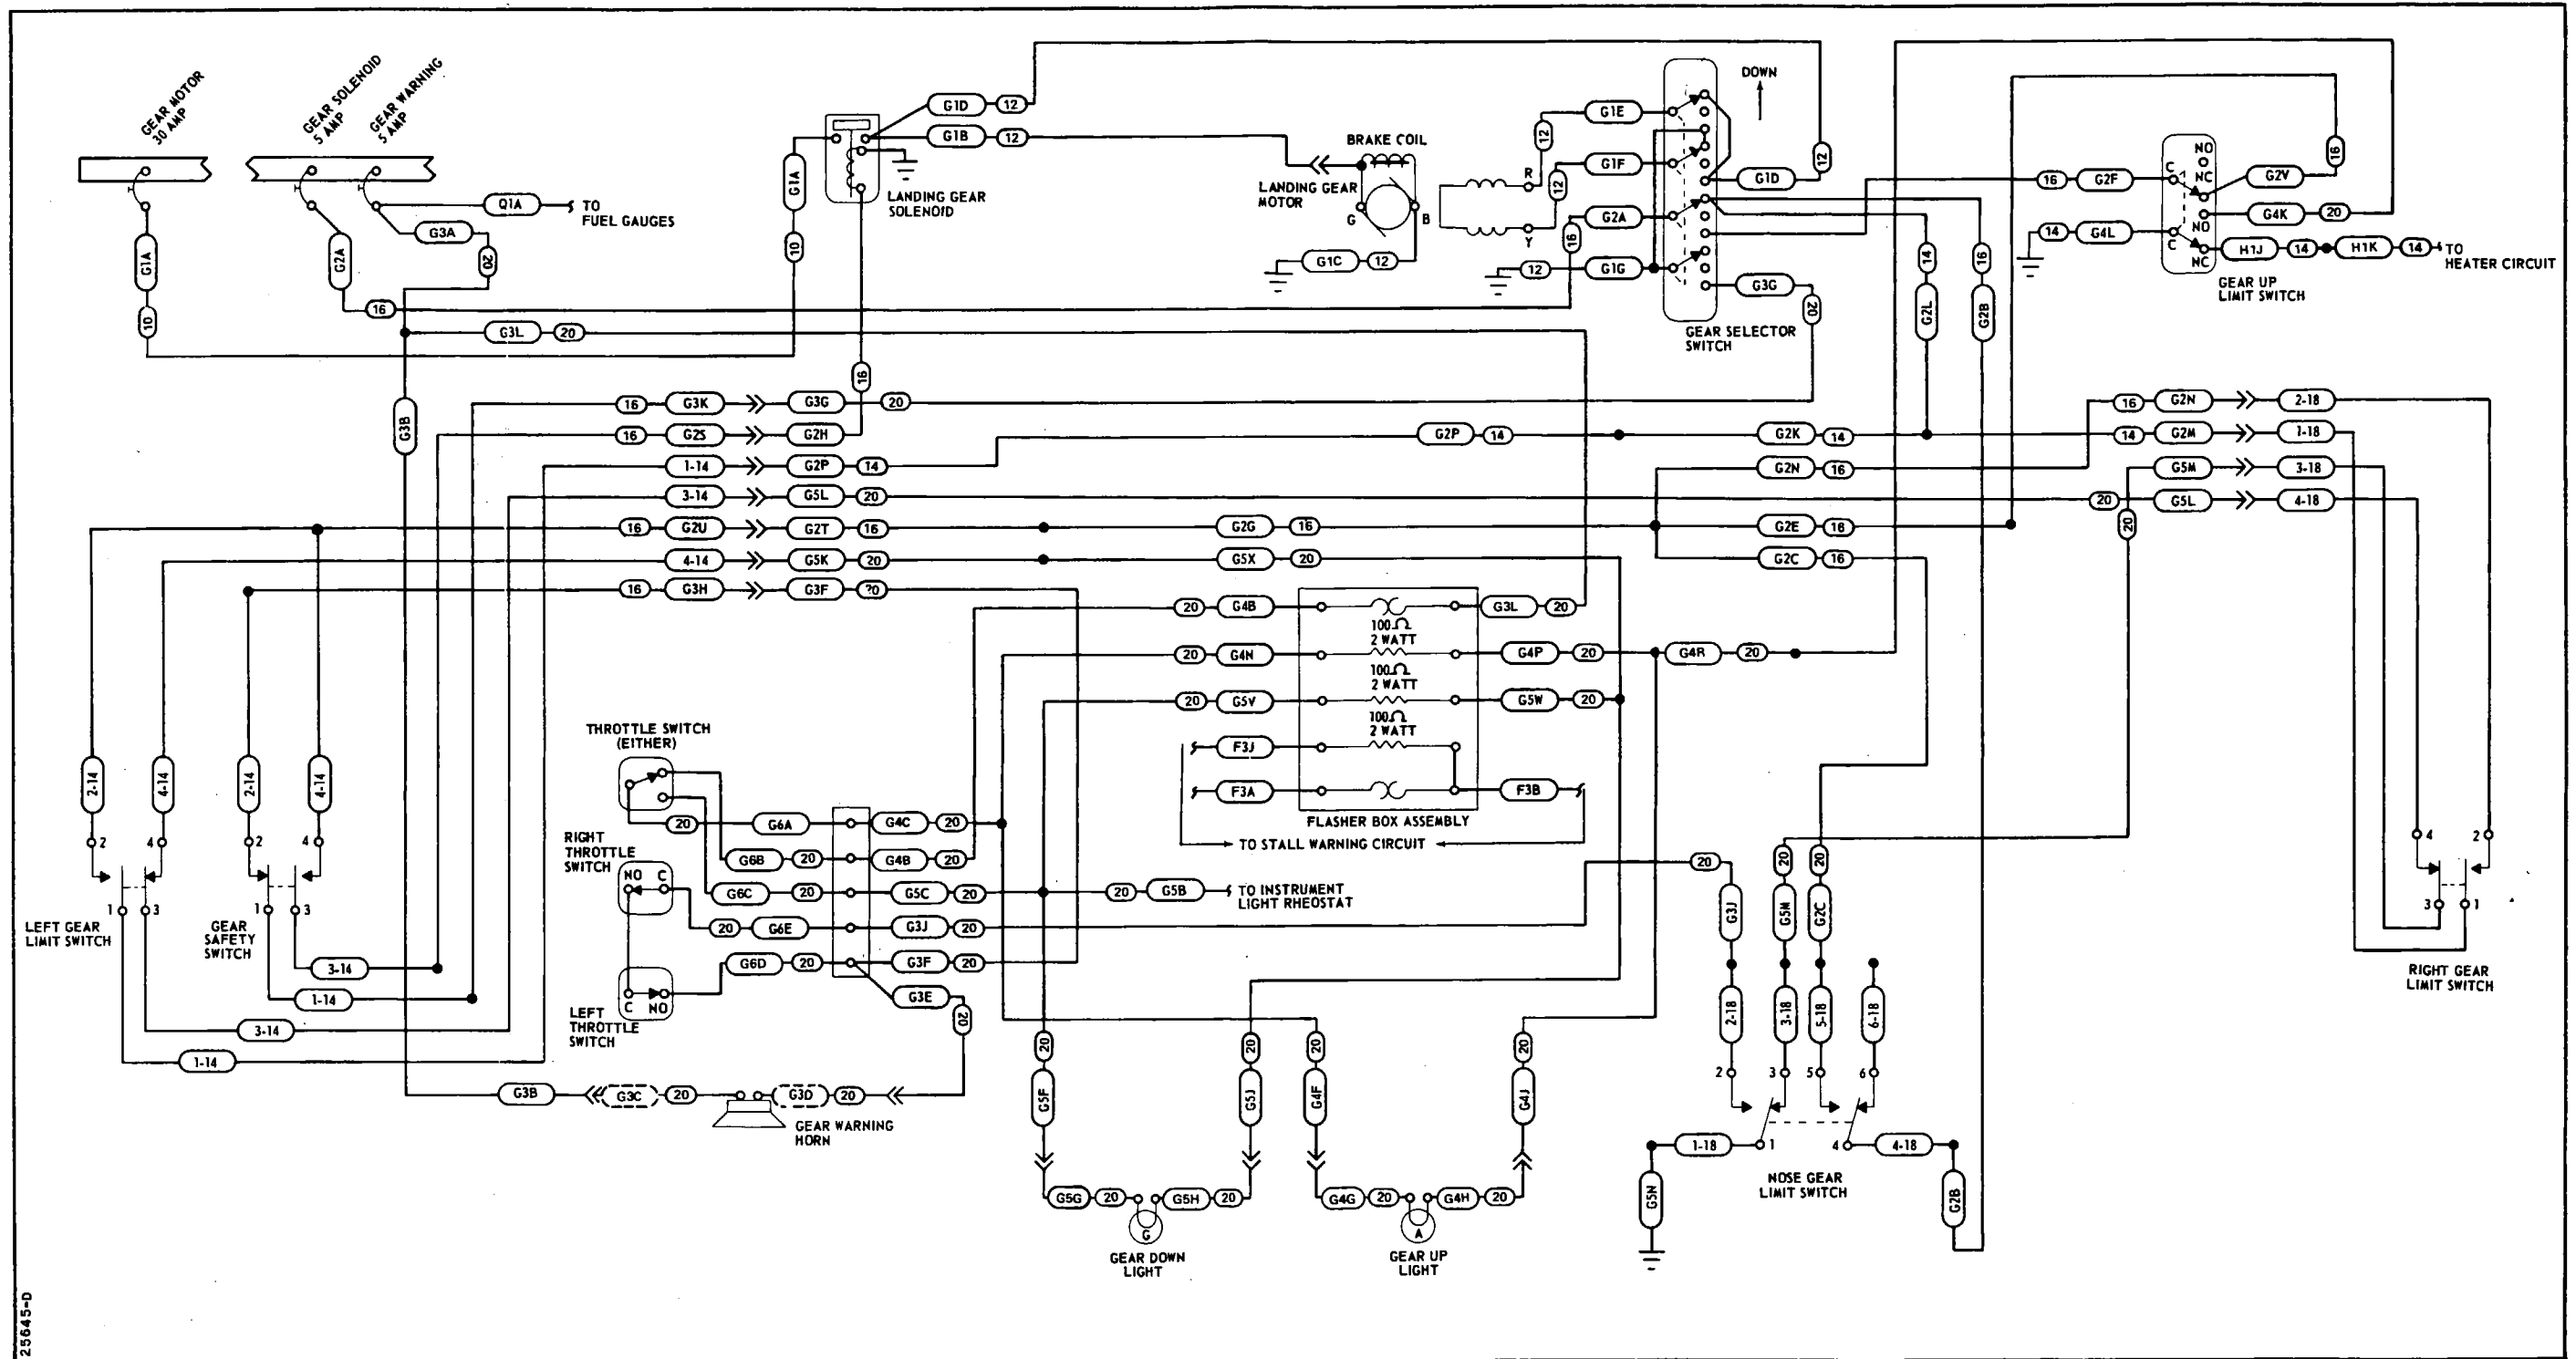 GEAR MOTOR
30 AMP
GEAR SOLENOID
5 AMP
GEAR WARNING
5 AMP
G1A
10
G2A
16
Q1A
TO
FUEL GAUGES
G3A
20
G3L
20
G3B
G1A
10
G1D
12
G1B
12
LANDING GEAR
SOLENOID
16
BRAKE COIL
LANDING GEAR
MOTOR
G
B
G1C
12
R
Y
12
12
G1E
G1F
16
G2A
12
G1G
DOWN
G1D
12
G3G
20
GEAR SELECTOR
SWITCH
14
G2L
16
G2B
16
G2F
14
G4L
C
C
NO
NC
NO
NC
G2V
16
G4K
20
H1J
14
H1K
14
TO
HEATER CIRCUIT
GEAR UP
LIMIT SWITCH
16
G3K
G3G
20
16
G2S
G2H
1-14
G2P
14
G2P
14
G2K
14
14
G2M
1-18
16
G2N
2-18
G2N
16
3-14
G5L
20
20
G5L
4-18
G5M
3-18
20
16
G2U
G2T
16
G2G
16
G2E
16
4-14
G5K
20
G5X
20
G2C
16
16
G3H
G3F
20
20
G4B
G3L
20
100Ω
2 WATT
20
G4N
G4P
20
G4R
20
100Ω
2 WATT
20
G5V
G5W
20
100Ω
2 WATT
F3J
F3A
F3B
FLASHER BOX ASSEMBLY
TO STALL WARNING CIRCUIT
2-14
4-14
2-14
4-14
2
4
2
4
1
3
1
3
LEFT GEAR
LIMIT SWITCH
GEAR
SAFETY
SWITCH
3-14
1-14
3-14
1-14
THROTTLE SWITCH
(EITHER)
RIGHT
THROTTLE
SWITCH
NO
C
C
NO
LEFT
THROTTLE
SWITCH
20
G6A
G4C
20
G6B
20
G4B
20
G6C
20
G5C
20
20
G5B
TO INSTRUMENT
LIGHT RHEOSTAT
20
G6E
G3J
20
G6D
20
G3F
20
G3E
20
G3B
G3C
20
G3D
20
GEAR WARNING
HORN
20
G5F
20
G5J
20
G4F
20
G4J
G5G
20
G5H
20
G
GEAR DOWN
LIGHT
G4G
20
G4H
20
A
GEAR UP
LIGHT
20
G3J
20
G5M
20
G2C
2-18
3-18
5-18
6-18
2
3
5
6
1-18
1
4
4-18
G5N
G2B
NOSE GEAR
LIMIT SWITCH
4
2
3
1
RIGHT GEAR
LIMIT SWITCH
25645-D